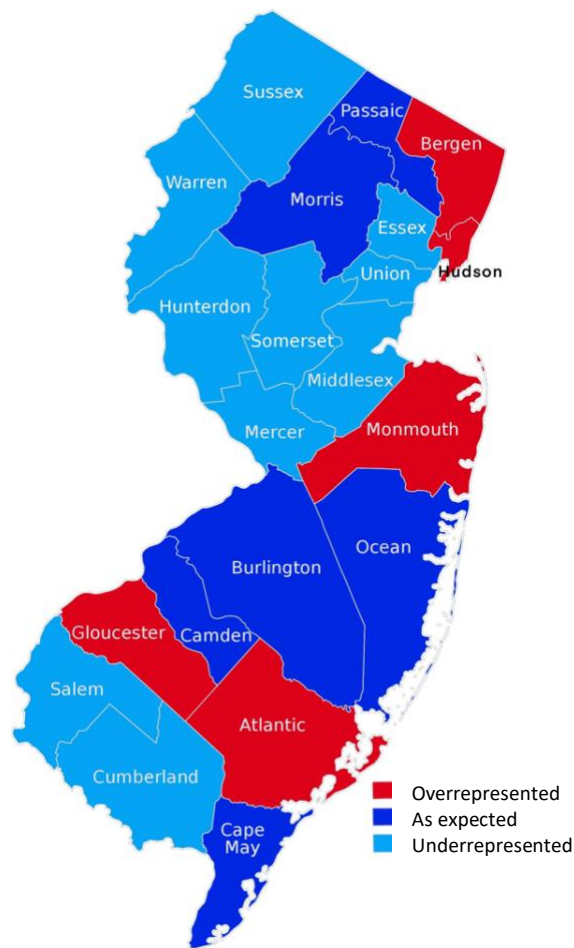 Sussex
Passaic
Bergen
Warren
Morris
Essex
Hudson
Union
Hunterdon
Somerset
Middlesex
Monmouth
Mercer
Ocean
Burlington
Gloucester
Camden
Salem
Atlantic
Cumberland
Overrepresented
As expected
Cape
May
Underrepresented